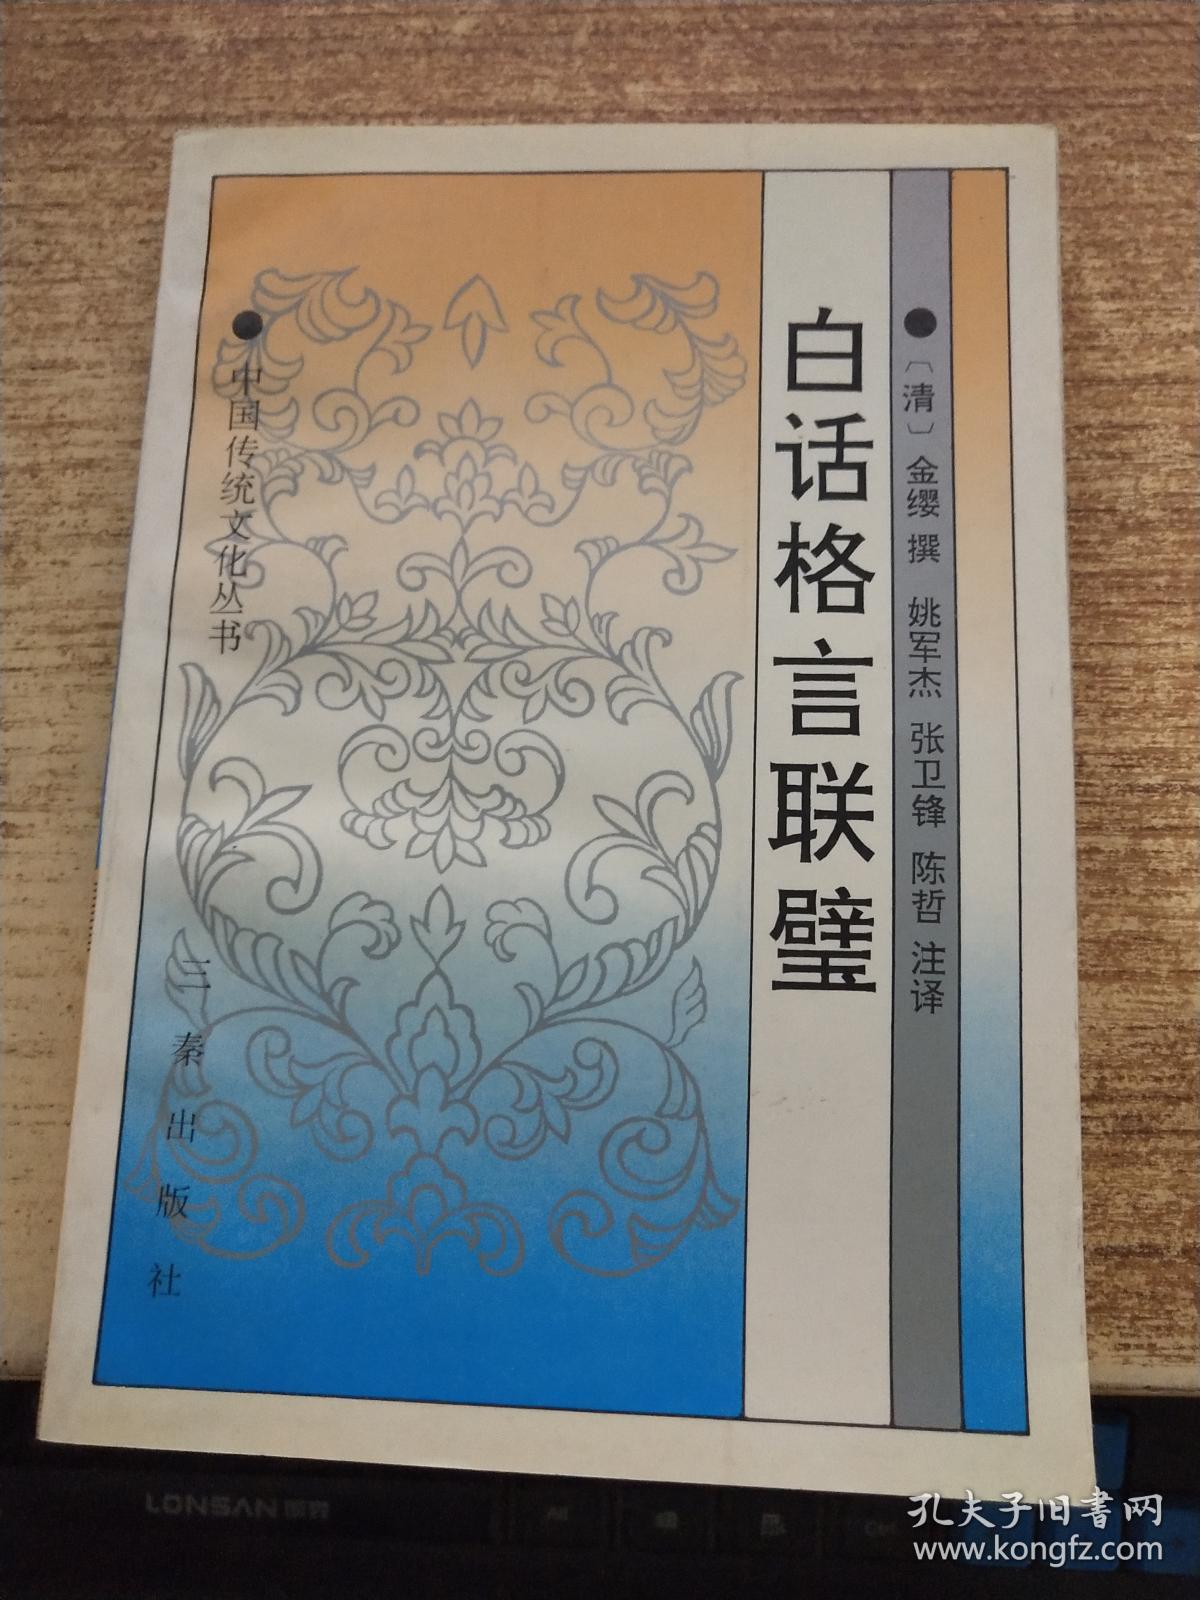 〔清〕金缨 撰 姚军杰 张卫锋 陈哲 注译
白话格言联璧
中国传统文化丛书
三秦出版社
LONSAN
Alt
孔夫子旧书网
www.kongfz.com